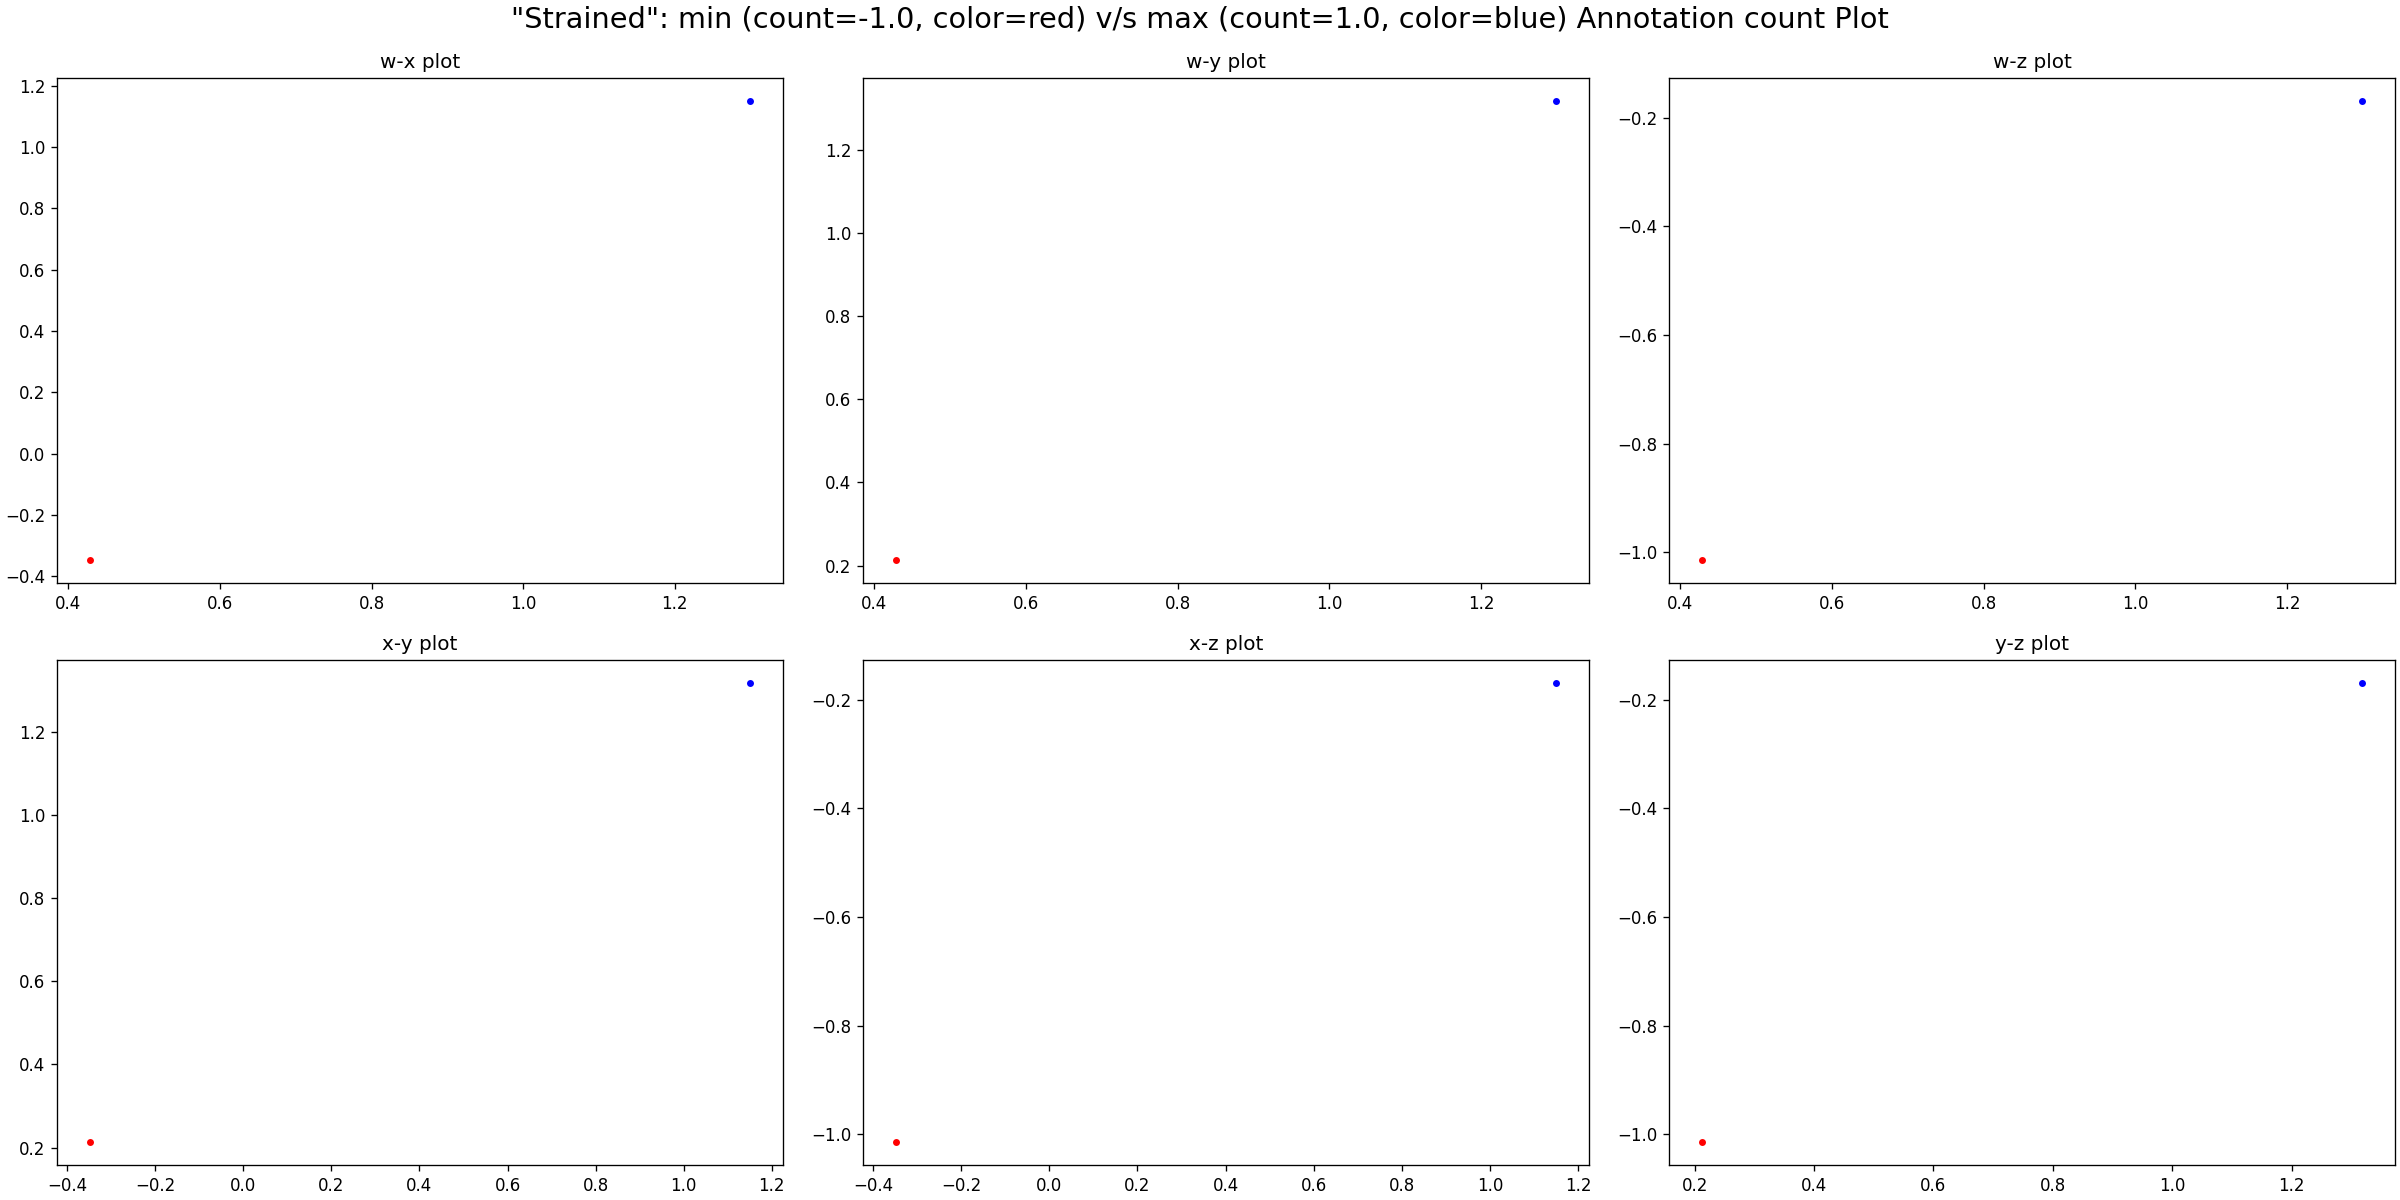 "Strained": min (count=-1.0, color=red) v/s max (count=1.0, color=blue) Annotation count Plot
w-x plot
1.2
1.0
0.8
0.6
0.4
0.2
0.0
−0.2
−0.4
0.4 0.6 0.8 1.0 1.2
w-y plot
1.2
1.0
0.8
0.6
0.4
0.2
0.4 0.6 0.8 1.0 1.2
w-z plot
−0.2
−0.4
−0.6
−0.8
−1.0
0.4 0.6 0.8 1.0 1.2
x-y plot
1.2
1.0
0.8
0.6
0.4
0.2
−0.4 −0.2 0.0 0.2 0.4 0.6 0.8 1.0 1.2
x-z plot
−0.2
−0.4
−0.6
−0.8
−1.0
−0.4 −0.2 0.0 0.2 0.4 0.6 0.8 1.0 1.2
y-z plot
−0.2
−0.4
−0.6
−0.8
−1.0
0.2 0.4 0.6 0.8 1.0 1.2